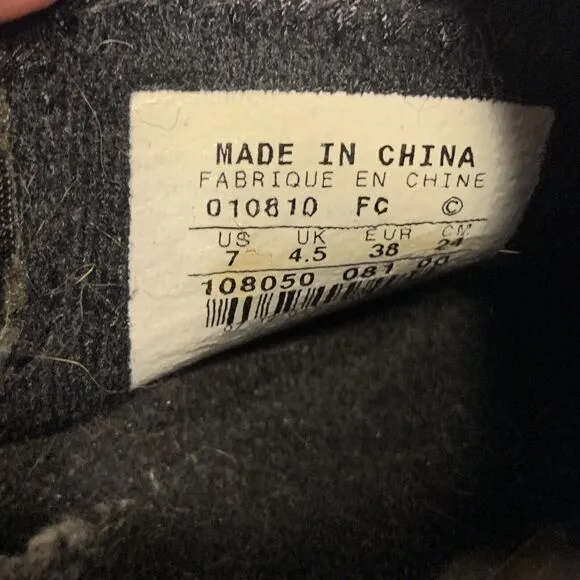 MADE IN CHINA
FABRIQUE EN CHINE
010810 FC ©
US UK EUR CM
7 4.5 38 24
108050 081 00